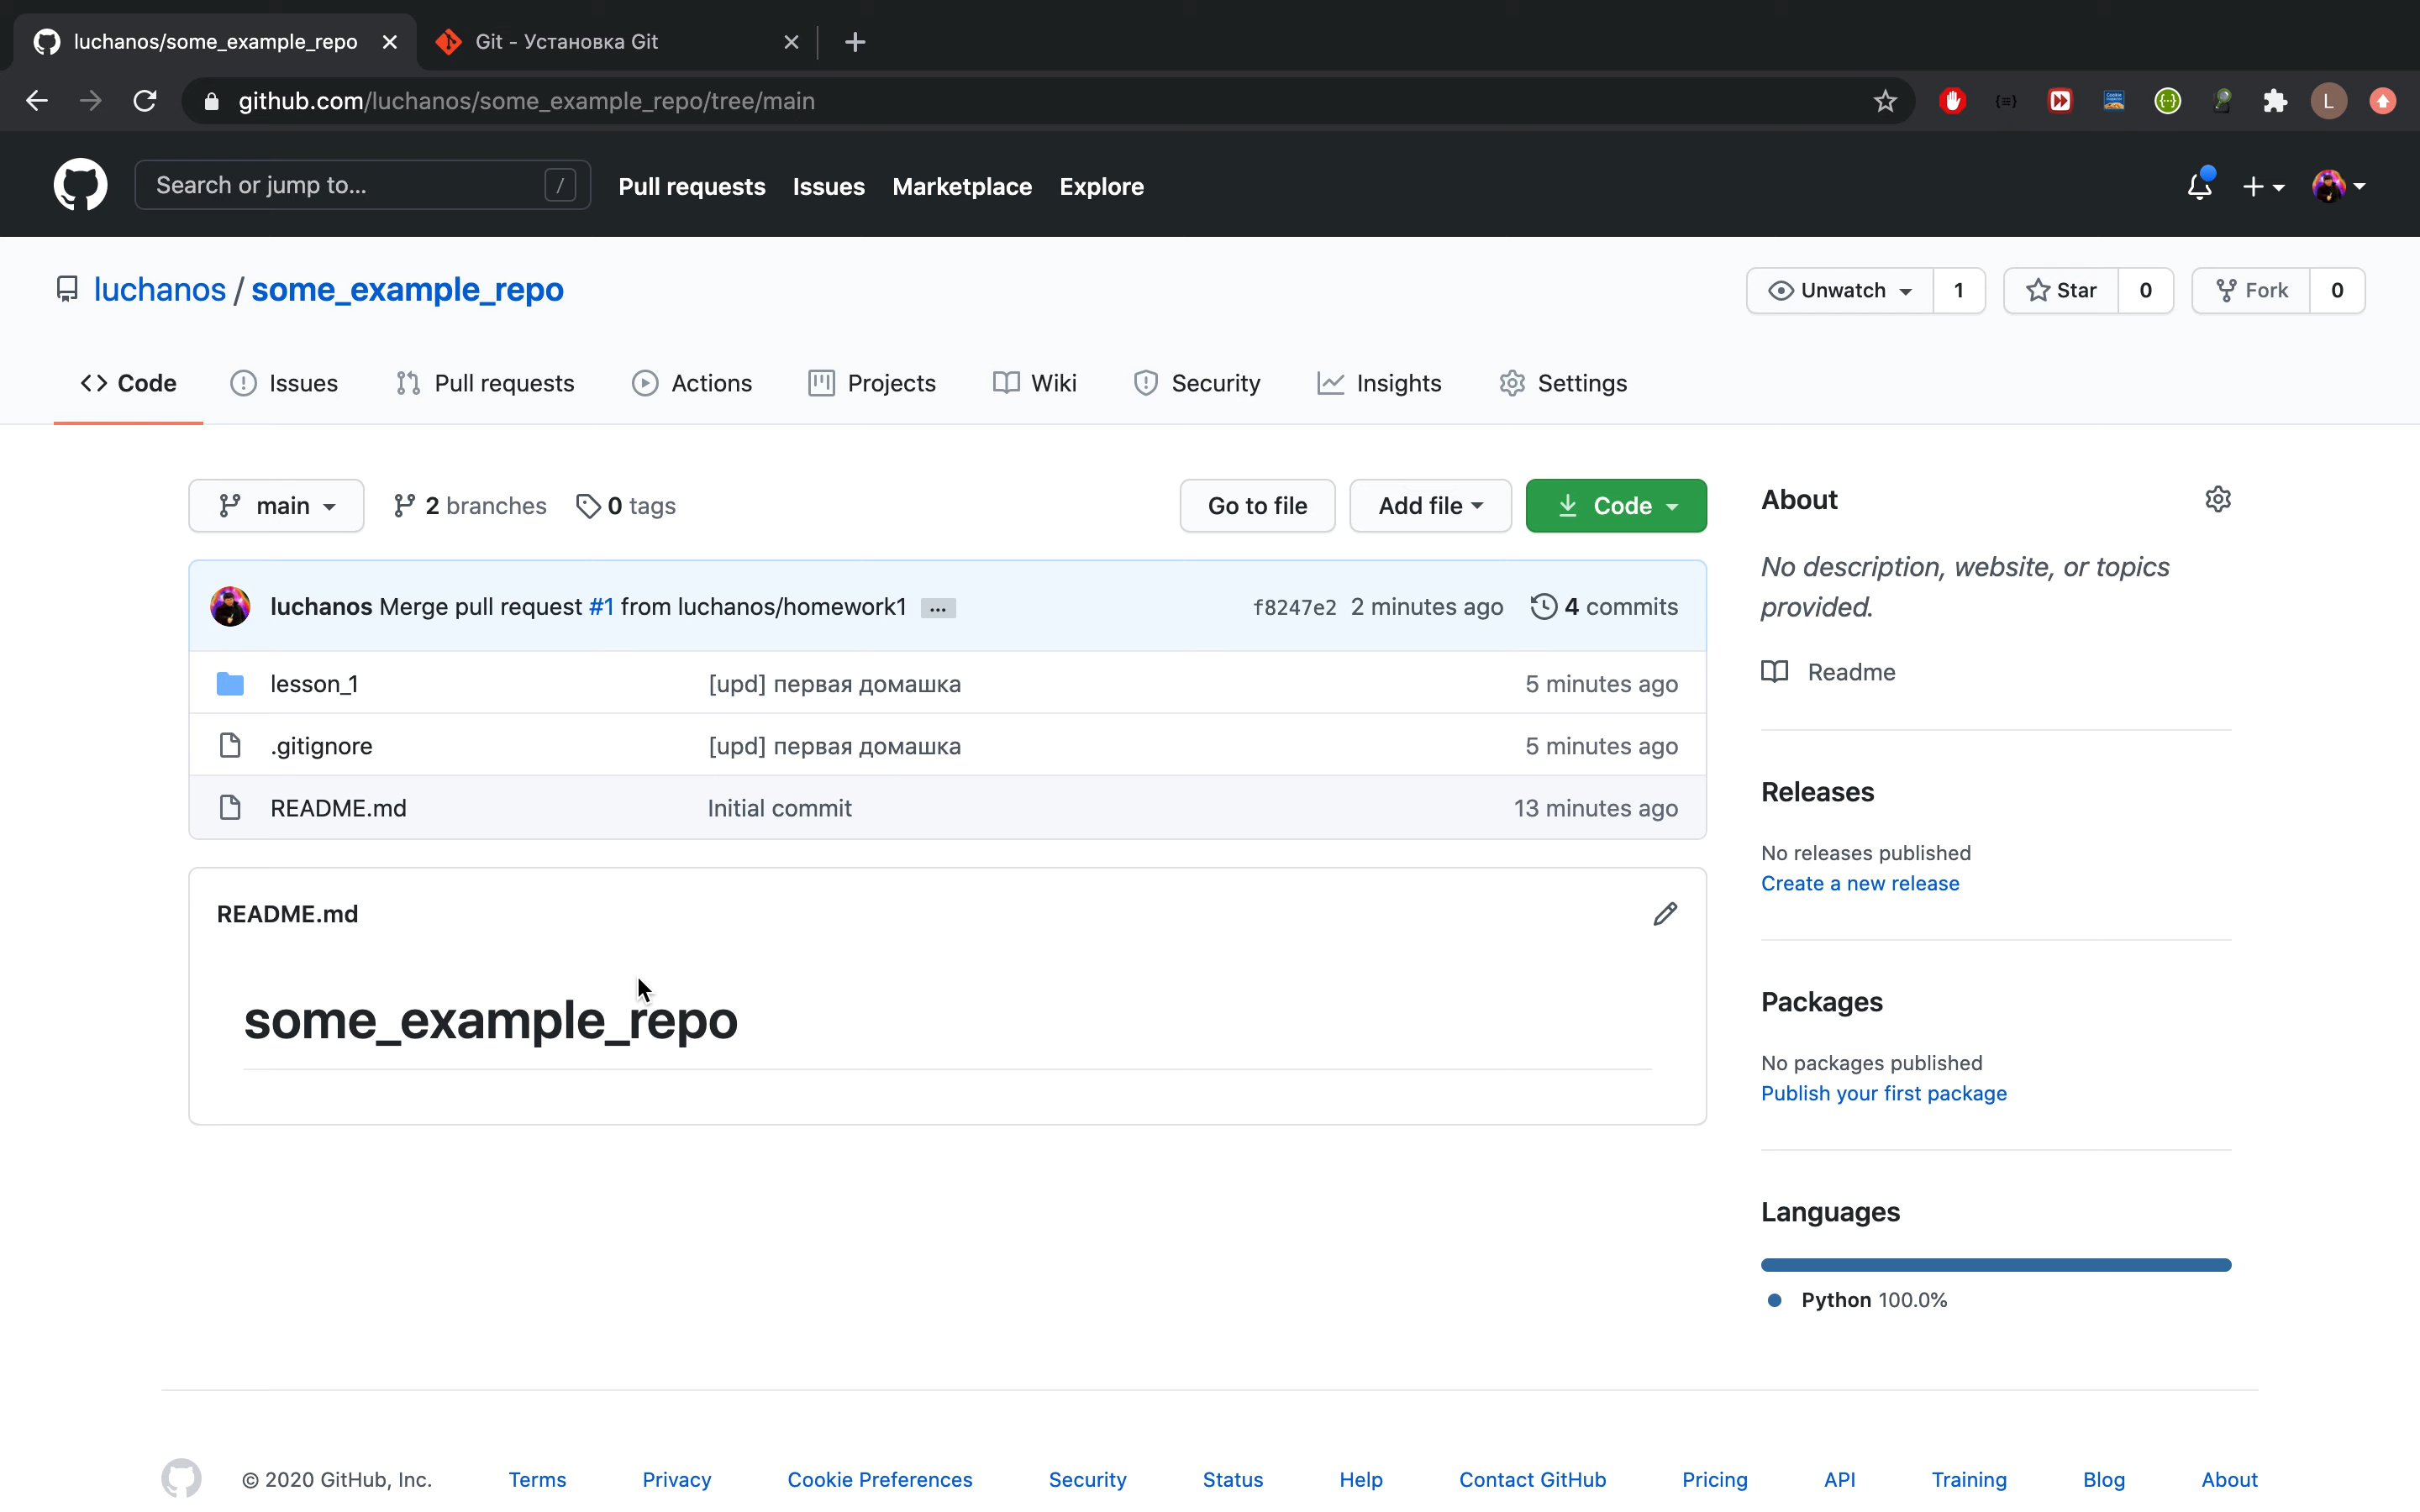 luchanos/some_example_repo
Git - Установка Git
github.com/luchanos/some_example_repo/tree/main
L
Search or jump to...
/
Pull requests
Issues
Marketplace
Explore
luchanos / some_example_repo
Unwatch 1
Star 0
Fork 0
Code
Issues
Pull requests
Actions
Projects
Wiki
Security
Insights
Settings
main
2 branches
0 tags
Go to file
Add file
Code
luchanos Merge pull request #1 from luchanos/homework1 ...
f8247e2 2 minutes ago
4 commits
lesson_1 [upd] первая домашка 5 minutes ago
.gitignore [upd] первая домашка 5 minutes ago
README.md Initial commit 13 minutes ago
README.md
some_example_repo
About
No description, website, or topics
provided.
Readme
Releases
No releases published
Create a new release
Packages
No packages published
Publish your first package
Languages
Python 100.0%
© 2020 GitHub, Inc.
Terms
Privacy
Cookie Preferences
Security
Status
Help
Contact GitHub
Pricing
API
Training
Blog
About